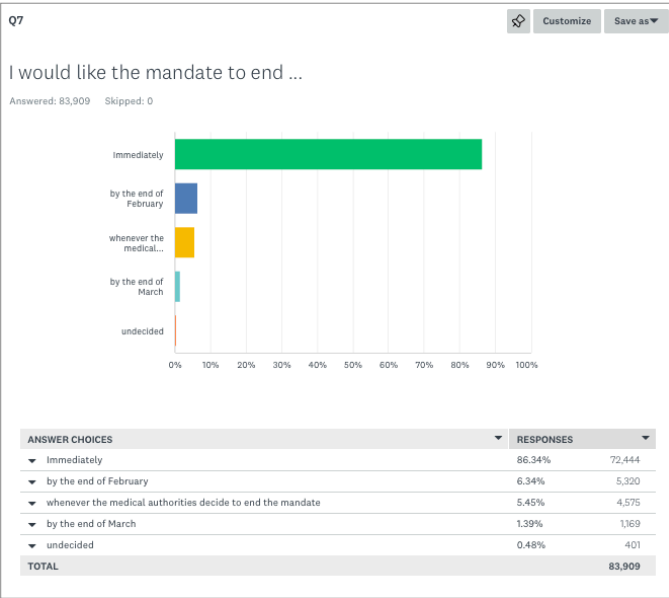 Q7
Customize
Save as
I would like the mandate to end ...
Answered: 83,909 Skipped: 0
Immediately
by the end of
February
whenever the
medical...
by the end of
March
undecided
0% 10% 20% 30% 40% 50% 60% 70% 80% 90% 100%
ANSWER CHOICES RESPONSES
Immediately 86.34% 72,444
by the end of February 6.34% 5,320
whenever the medical authorities decide to end the mandate 5.45% 4,575
by the end of March 1.39% 1,169
undecided 0.48% 401
TOTAL 83,909